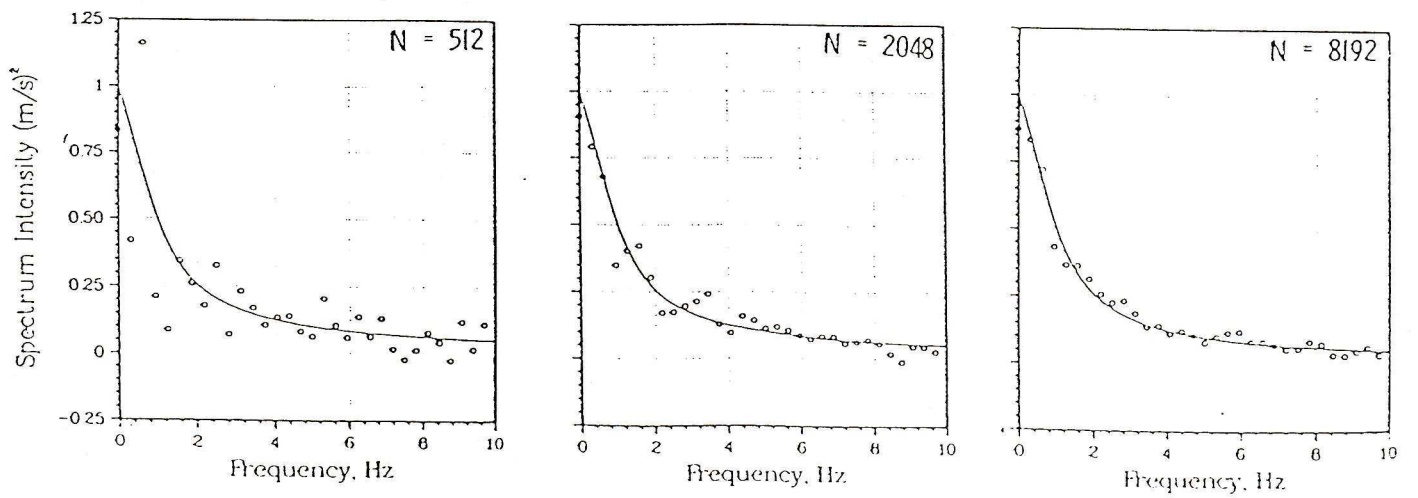 N = 512
N = 2048
N = 8192
Spectrum Intensity (m/s)²
1.25
1
0.75
0.50
0.25
0
-0.25
0 2 4 6 8 10
0 2 4 6 8 10
0 2 4 6 8 10
Frequency, Hz
Frequency, Hz
Frequency, Hz